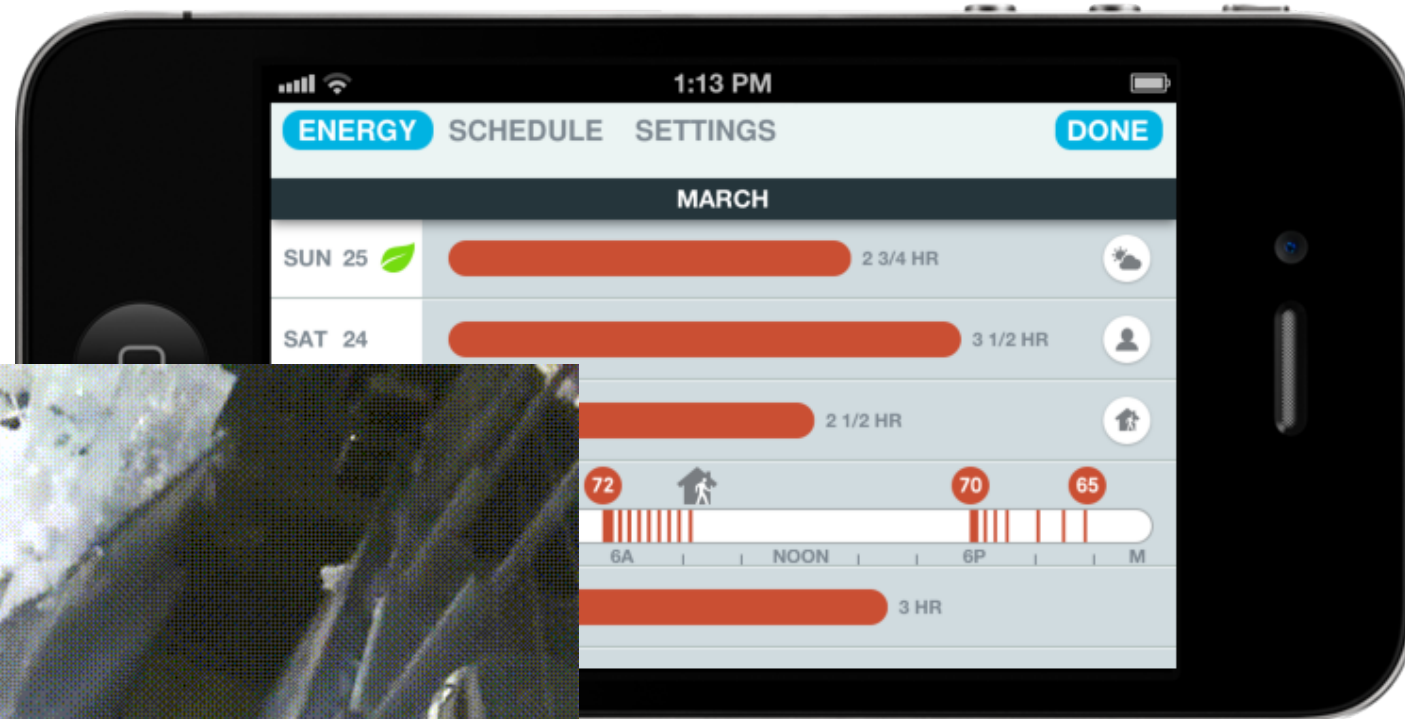 1:13 PM
ENERGY SCHEDULE SETTINGS DONE
MARCH
SUN 25 2 3/4 HR
SAT 24 3 1/2 HR
2 1/2 HR
72 70 65
6A NOON 6P M
3 HR